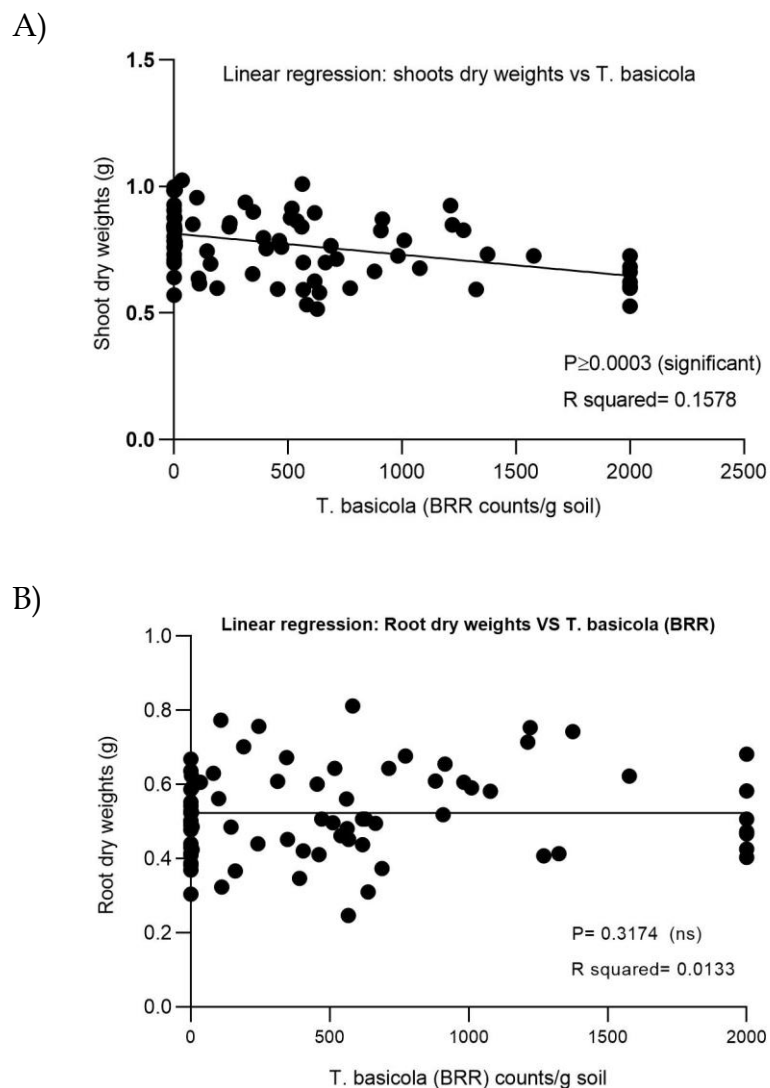 A)
Linear regression: shoots dry weights vs T. basicola
Shoot dry weights (g)
1.5
1.0
0.5
0.0
P≥0.0003 (significant)
R squared= 0.1578
0 500 1000 1500 2000 2500
T. basicola (BRR counts/g soil)
B)
Linear regression: Root dry weights VS T. basicola (BRR)
Root dry weights (g)
1.0
0.8
0.6
0.4
0.2
0.0
P= 0.3174 (ns)
R squared= 0.0133
0 500 1000 1500 2000
T. basicola (BRR) counts/g soil